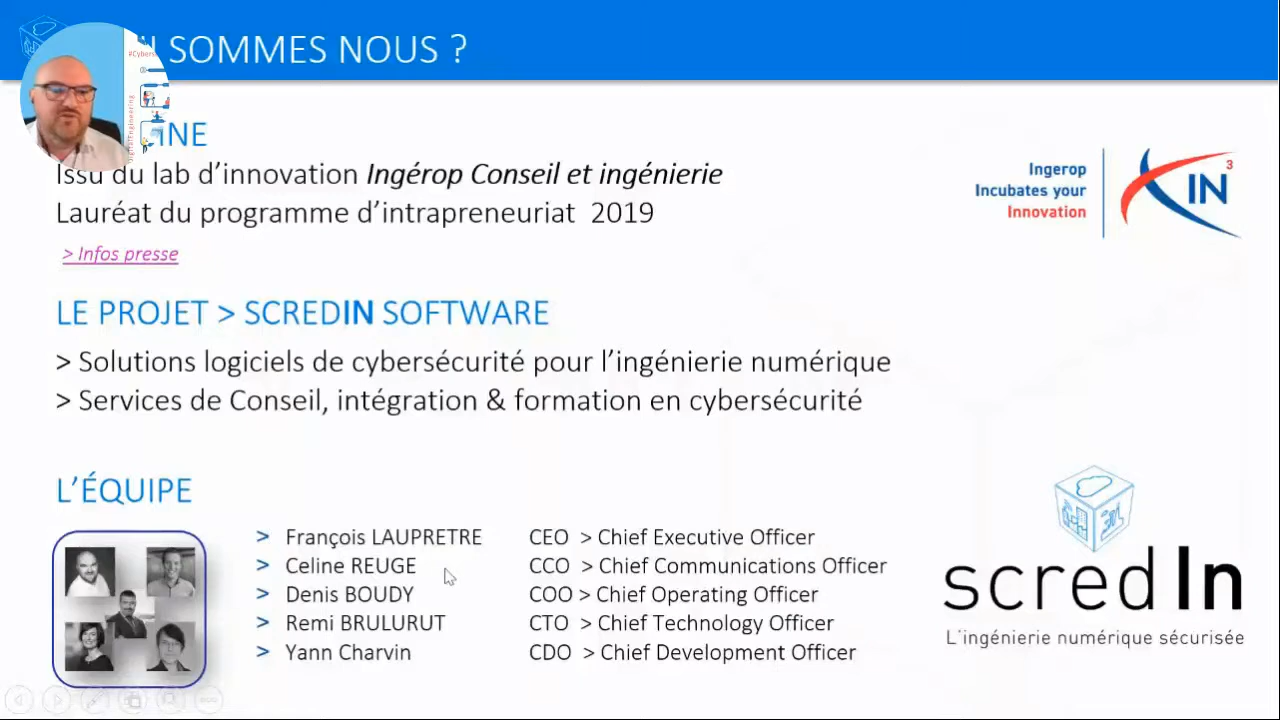 SOMMES NOUS ?
#Cybers
INE
Issu du lab d’innovation Ingérop Conseil et ingénierie
Lauréat du programme d’intrapreneuriat 2019
> Infos presse
Ingerop
Incubates your
Innovation
IN
3
LE PROJET > SCREDIN SOFTWARE
> Solutions logiciels de cybersécurité pour l’ingénierie numérique
> Services de Conseil, intégration & formation en cybersécurité
L’ÉQUIPE
> François LAUPRETRE CEO > Chief Executive Officer
> Celine REUGE CCO > Chief Communications Officer
> Denis BOUDY COO > Chief Operating Officer
> Remi BRULURUT CTO > Chief Technology Officer
> Yann Charvin CDO > Chief Development Officer
scredIn
L'ingénierie numérique sécurisée